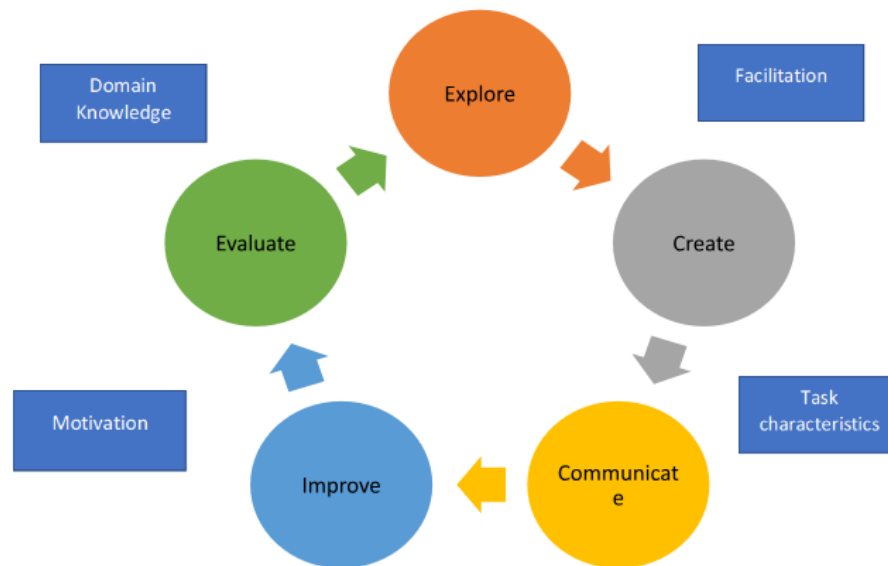 Explore
Domain
Knowledge
Facilitation
Evaluate
Create
Motivation
Task
characteristics
Improve
Communicat
e